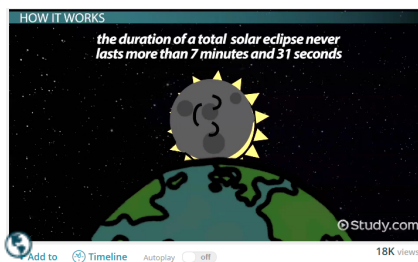 HOW IT WORKS
the duration of a total solar eclipse never
lasts more than 7 minutes and 31 seconds
Study.com
Add to Timeline Autoplay off 18K views